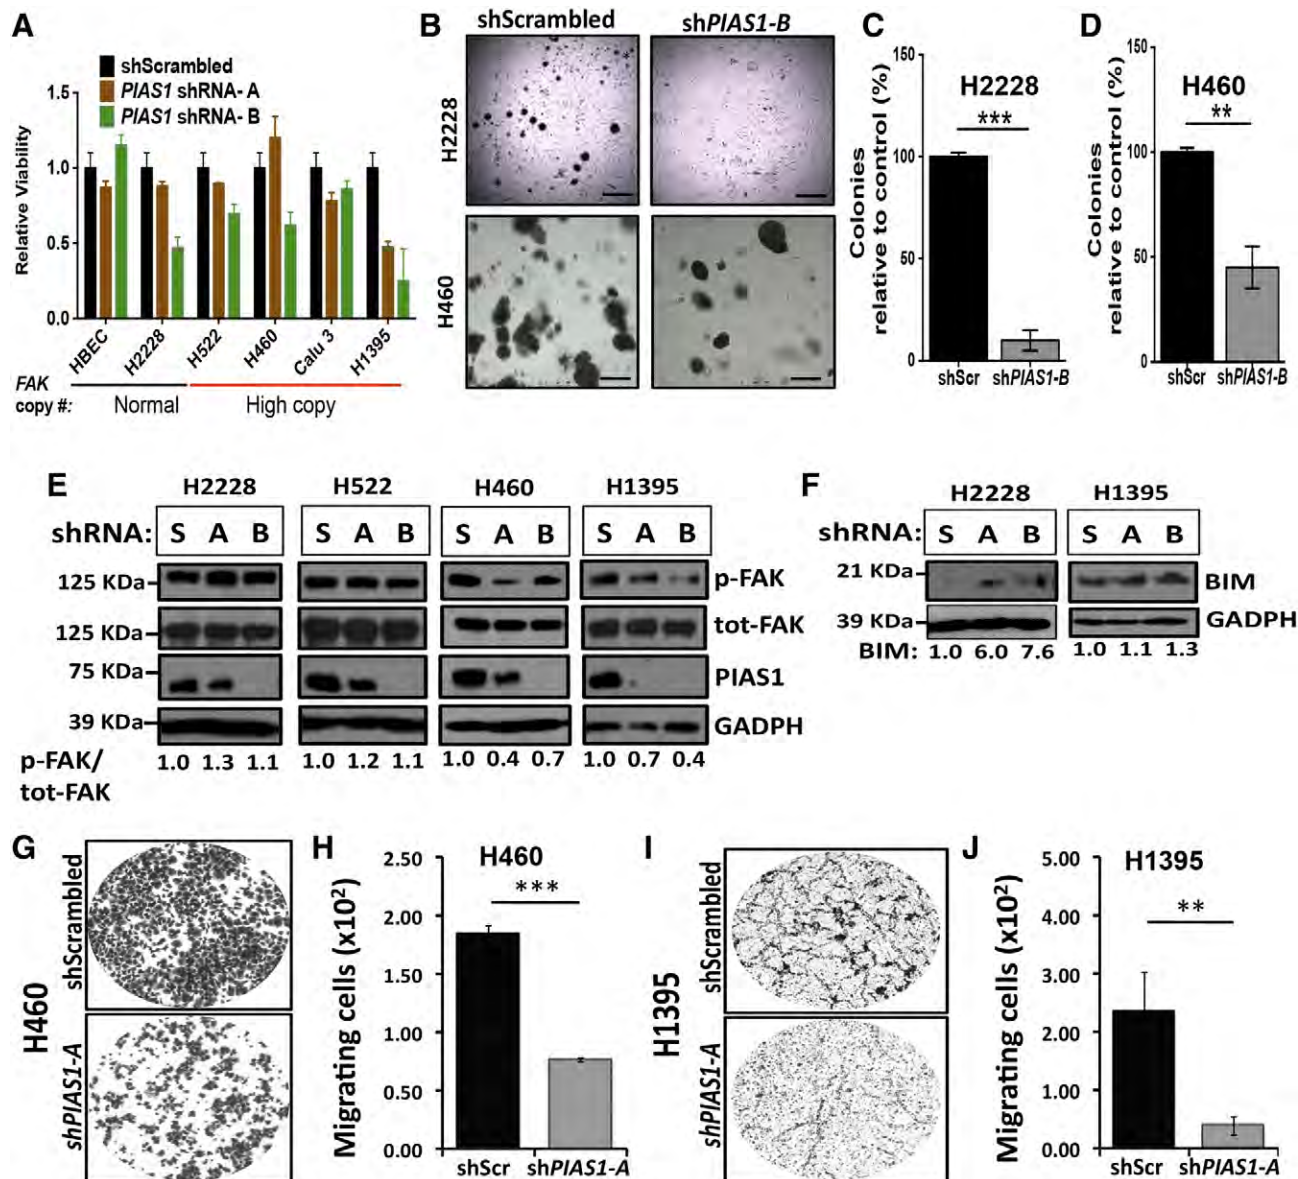 A
shScrambled
PIAS1 shRNA- A
PIAS1 shRNA- B
Relative Viability
1.5
1.0
0.5
0.0
HBEC
H2228
H522
H460
Calu 3
H1395
FAK
copy #:
Normal
High copy
B
shScrambled
shPIAS1-B
H2228
H460
C
Colonies
relative to control (%)
150
100
50
0
H2228
***
shScr
shPIAS1-B
D
Colonies
relative to control (%)
150
100
50
0
H460
**
shScr
shPIAS1-B
E
H2228
H522
H460
H1395
shRNA:
S A B
S A B
S A B
S A B
125 KDa
p-FAK
125 KDa
tot-FAK
75 KDa
PIAS1
39 KDa
GADPH
p-FAK/
tot-FAK
1.0 1.3 1.1
1.0 1.2 1.1
1.0 0.4 0.7
1.0 0.7 0.4
F
H2228
H1395
shRNA:
S A B
S A B
21 KDa
BIM
39 KDa
GADPH
BIM:
1.0 6.0 7.6
1.0 1.1 1.3
G
H460
shScrambled
shPIAS1-A
H
Migrating cells (x10²)
2.50
2.00
1.50
1.00
0.50
0.00
H460
***
shScr
shPIAS1-A
I
H1395
shScrambled
shPIAS1-A
J
Migrating cells (x10²)
5.00
4.00
3.00
2.00
1.00
0.00
H1395
**
shScr
shPIAS1-A